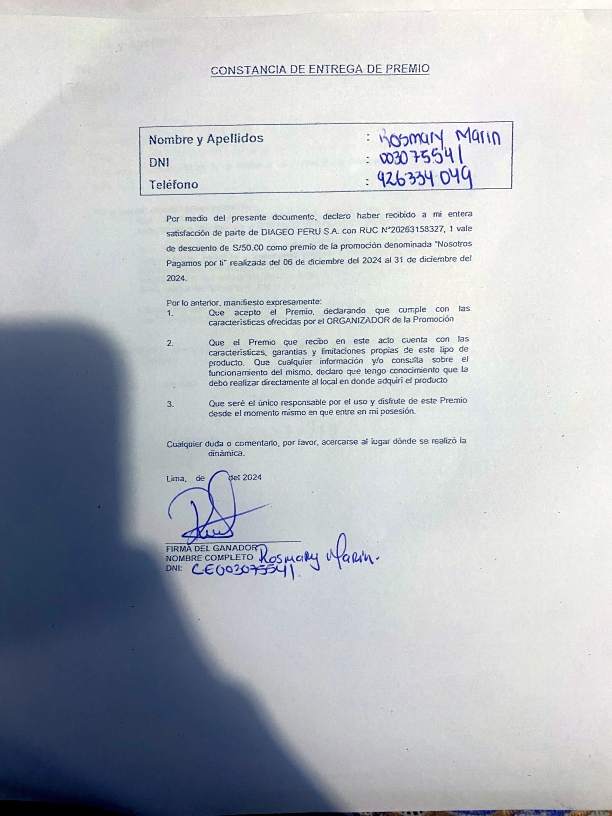 CONSTANCIA DE ENTREGA DE PREMIO
Nombre y Apellidos : Rosmary Marin
DNI : 003075541
Teléfono : 926334049
Por medio del presente documento, declaro haber recibido a mi entera
satisfacción de parte de DIAGEO PERU S.A. con RUC N°20263158327, 1 vale
de descuento de S/50.00 como premio de la promoción denominada "Nosotros
Pagamos por ti" realizada del 06 de diciembre del 2024 al 31 de diciembre del
2024.
Por lo anterior, manifiesto expresamente:
1. Que acepto el Premio, declarando que cumple con las
características ofrecidas por el ORGANIZADOR de la Promoción
2. Que el Premio que recibo en este acto cuenta con las
características, garantías y limitaciones propias de este tipo de
producto. Que cualquier información y/o consulta sobre el
funcionamiento del mismo, declaro que tengo conocimiento que la
debo realizar directamente al local en donde adquirí el producto
3. Que seré el único responsable por el uso y disfrute de este Premio
desde el momento mismo en que entre en mi posesión.
Cualquier duda o comentario, por favor, acercarse al lugar dónde se realizó la
dinámica.
Lima, de del 2024
FIRMA DEL GANADOR
NOMBRE COMPLETO Rosmary Marin.
DNI: CE003075541.